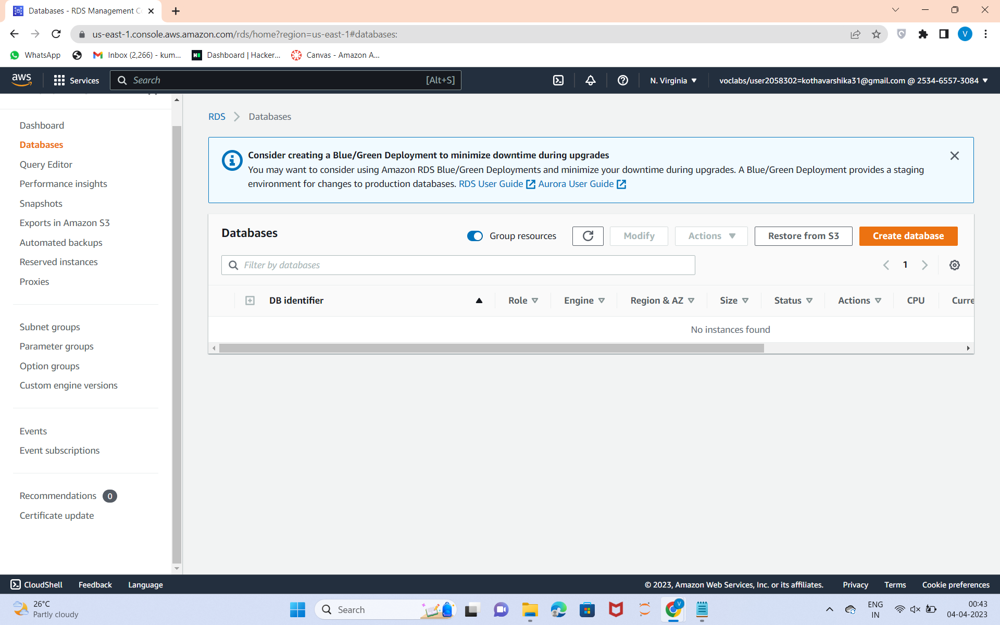 Databases - RDS Management C
us-east-1.console.aws.amazon.com/rds/home?region=us-east-1#databases:
V
WhatsApp
Inbox (2,266) - kum...
Dashboard | Hacker...
Canvas - Amazon A...
aws
Services
Search
[Alt+S]
N. Virginia
voclabs/user2058302=kothavarshika31@gmail.com @ 2534-6557-3084
Dashboard
Databases
Query Editor
Performance insights
Snapshots
Exports in Amazon S3
Automated backups
Reserved instances
Proxies
Subnet groups
Parameter groups
Option groups
Custom engine versions
Events
Event subscriptions
Recommendations 0
Certificate update
RDS > Databases
Consider creating a Blue/Green Deployment to minimize downtime during upgrades
You may want to consider using Amazon RDS Blue/Green Deployments and minimize your downtime during upgrades. A Blue/Green Deployment provides a staging
environment for changes to production databases. RDS User Guide Aurora User Guide
Databases
Group resources
Modify
Actions
Restore from S3
Create database
Filter by databases
1
DB identifier
Role
Engine
Region & AZ
Size
Status
Actions
CPU
Curre
No instances found
CloudShell
Feedback
Language
© 2023, Amazon Web Services, Inc. or its affiliates.
Privacy
Terms
Cookie preferences
26°C
Partly cloudy
Search
V
ENG
IN
00:43
04-04-2023